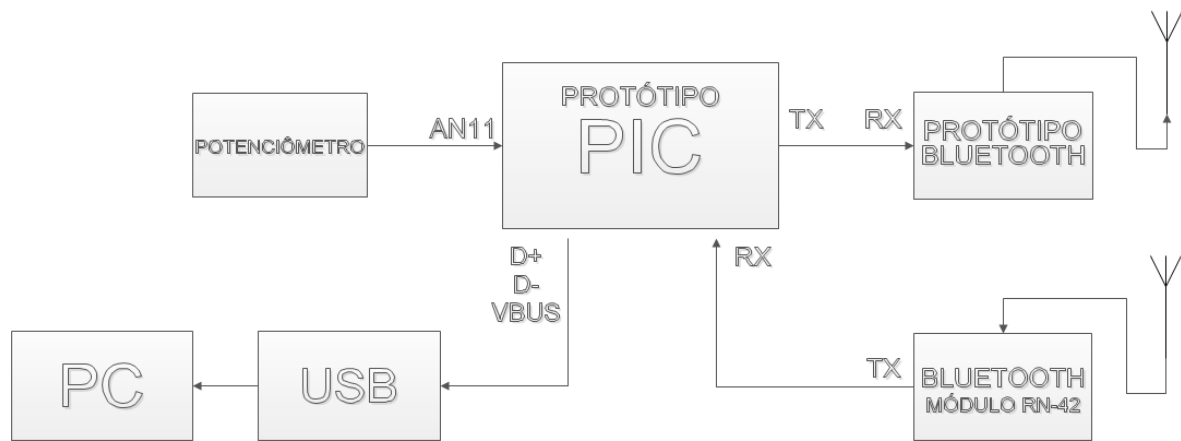 POTENCIÔMETRO
AN11
PROTÓTIPO
PIC
TX
RX
PROTÓTIPO
BLUETOOTH
D+
D-
VBUS
RX
PC
USB
TX
BLUETOOTH
MÓDULO RN-42